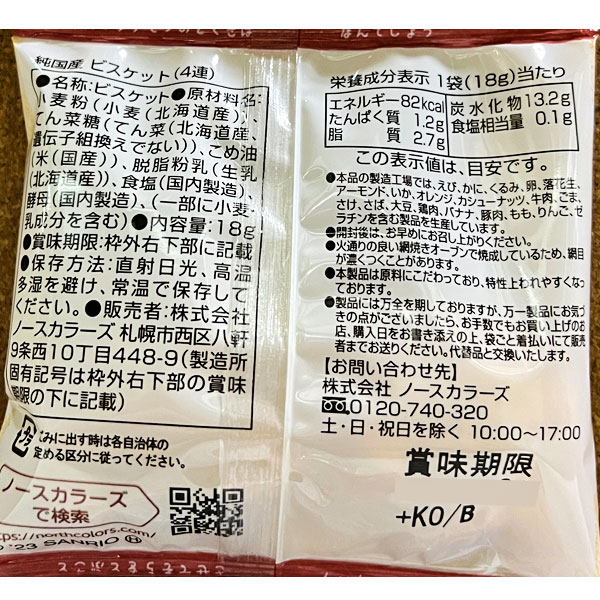 純国産 ビスケット(4連)
●名称:ビスケット●原材料名:
小麦粉(小麦(北海道産))、
てん菜糖(てん菜(北海道産、
遺伝子組換えでない))、こめ油
(米(国産))、脱脂粉乳(生乳
(北海道産))、食塩(国内製造)、
酵母(国内製造)、(一部に小麦・
乳成分を含む)●内容量:18g
●賞味期限:枠外右下部に記載
●保存方法:直射日光、高温
多湿を避け、常温で保存して
ください。●販売者:株式会社
ノースカラーズ 札幌市西区八軒
9条西10丁目448-9(製造所
固有記号は枠外右下部の賞味
期限の下に記載)
ごみに出す時は各自治体の
定める区分に従ってください。
ノースカラーズ
で検索
https://northcolors.com/
'23 SANRIO
なんでしょう
栄養成分表示 1袋(18g)当たり
エネルギー 82kcal
たんぱく質 1.2g
脂質 2.7g
炭水化物 13.2g
食塩相当量 0.1g
この表示値は、目安です。
●本品の製造工場では、えび、かに、くるみ、卵、落花生、
アーモンド、いか、オレンジ、カシューナッツ、牛肉、ごま、
さけ、さば、大豆、鶏肉、バナナ、豚肉、もも、りんご、ゼ
ラチンを含む製品を生産しています。
●開封後は、お早めにお召し上がりください。
●火通りの良い網焼きオーブンで焼成しているため、網目
が濃くつくことがあります。
●本製品は原料にこだわっており、特性上われやすくなっ
ております。
●製品には万全を期しておりますが、万一製品にお気づ
きの点がございましたら、お手数でもお買い上げのお
店、購入日をお書き添えの上、袋ごと着払いにて販売
者までお送りください。代替品と交換いたします。
【お問い合わせ先】
株式会社 ノースカラーズ
0120-740-320
土・日・祝日を除く 10:00〜17:00
賞味期限
+KO/B